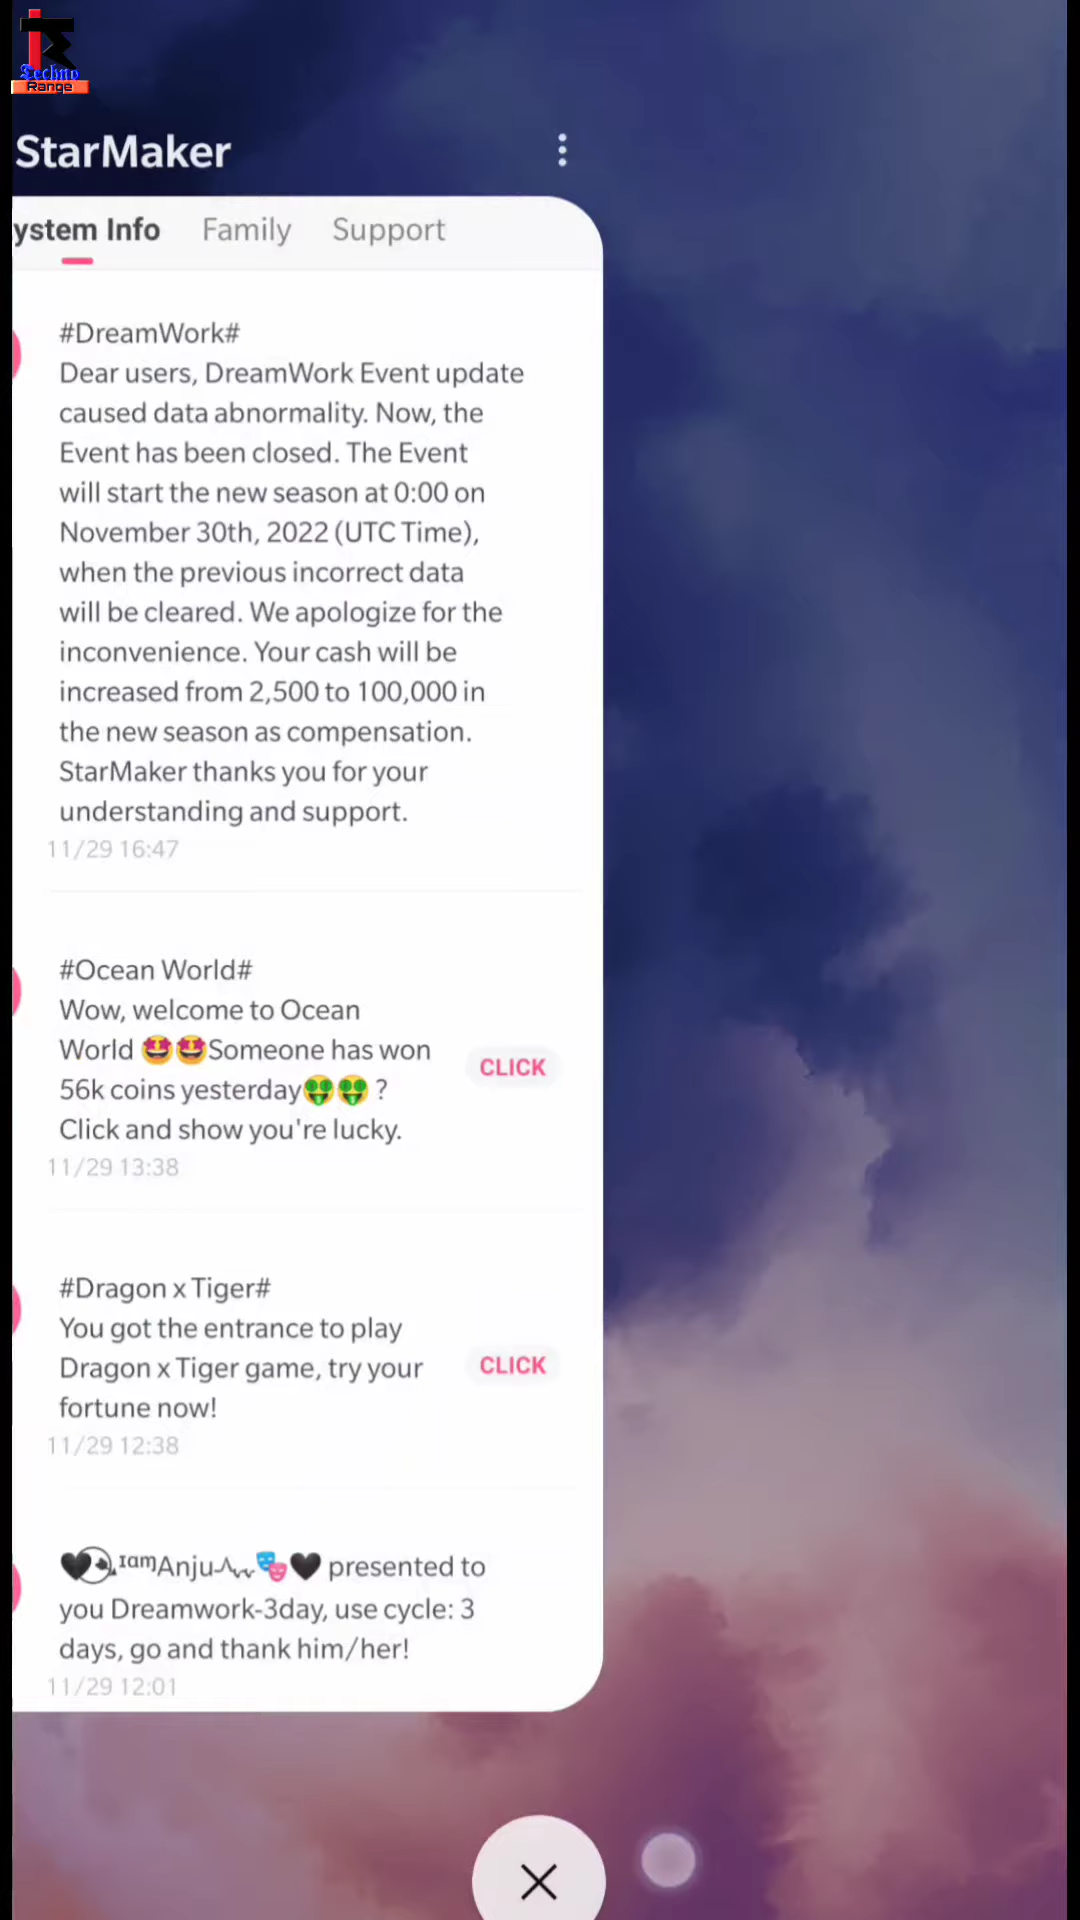 Techno
Range
StarMaker
ystem Info
Family
Support
#DreamWork#
Dear users, DreamWork Event update
caused data abnormality. Now, the
Event has been closed. The Event
will start the new season at 0:00 on
November 30th, 2022 (UTC Time),
when the previous incorrect data
will be cleared. We apologize for the
inconvenience. Your cash will be
increased from 2,500 to 100,000 in
the new season as compensation.
StarMaker thanks you for your
understanding and support.
11/29 16:47
#Ocean World#
Wow, welcome to Ocean
World 🤩🤩Someone has won
56k coins yesterday🤑🤑 ?
Click and show you're lucky.
CLICK
11/29 13:38
#Dragon x Tiger#
You got the entrance to play
Dragon x Tiger game, try your
fortune now!
CLICK
11/29 12:38
🖤 ᴵᵃᵐAnju 🎭🖤 presented to
you Dreamwork-3day, use cycle: 3
days, go and thank him/her!
11/29 12:01